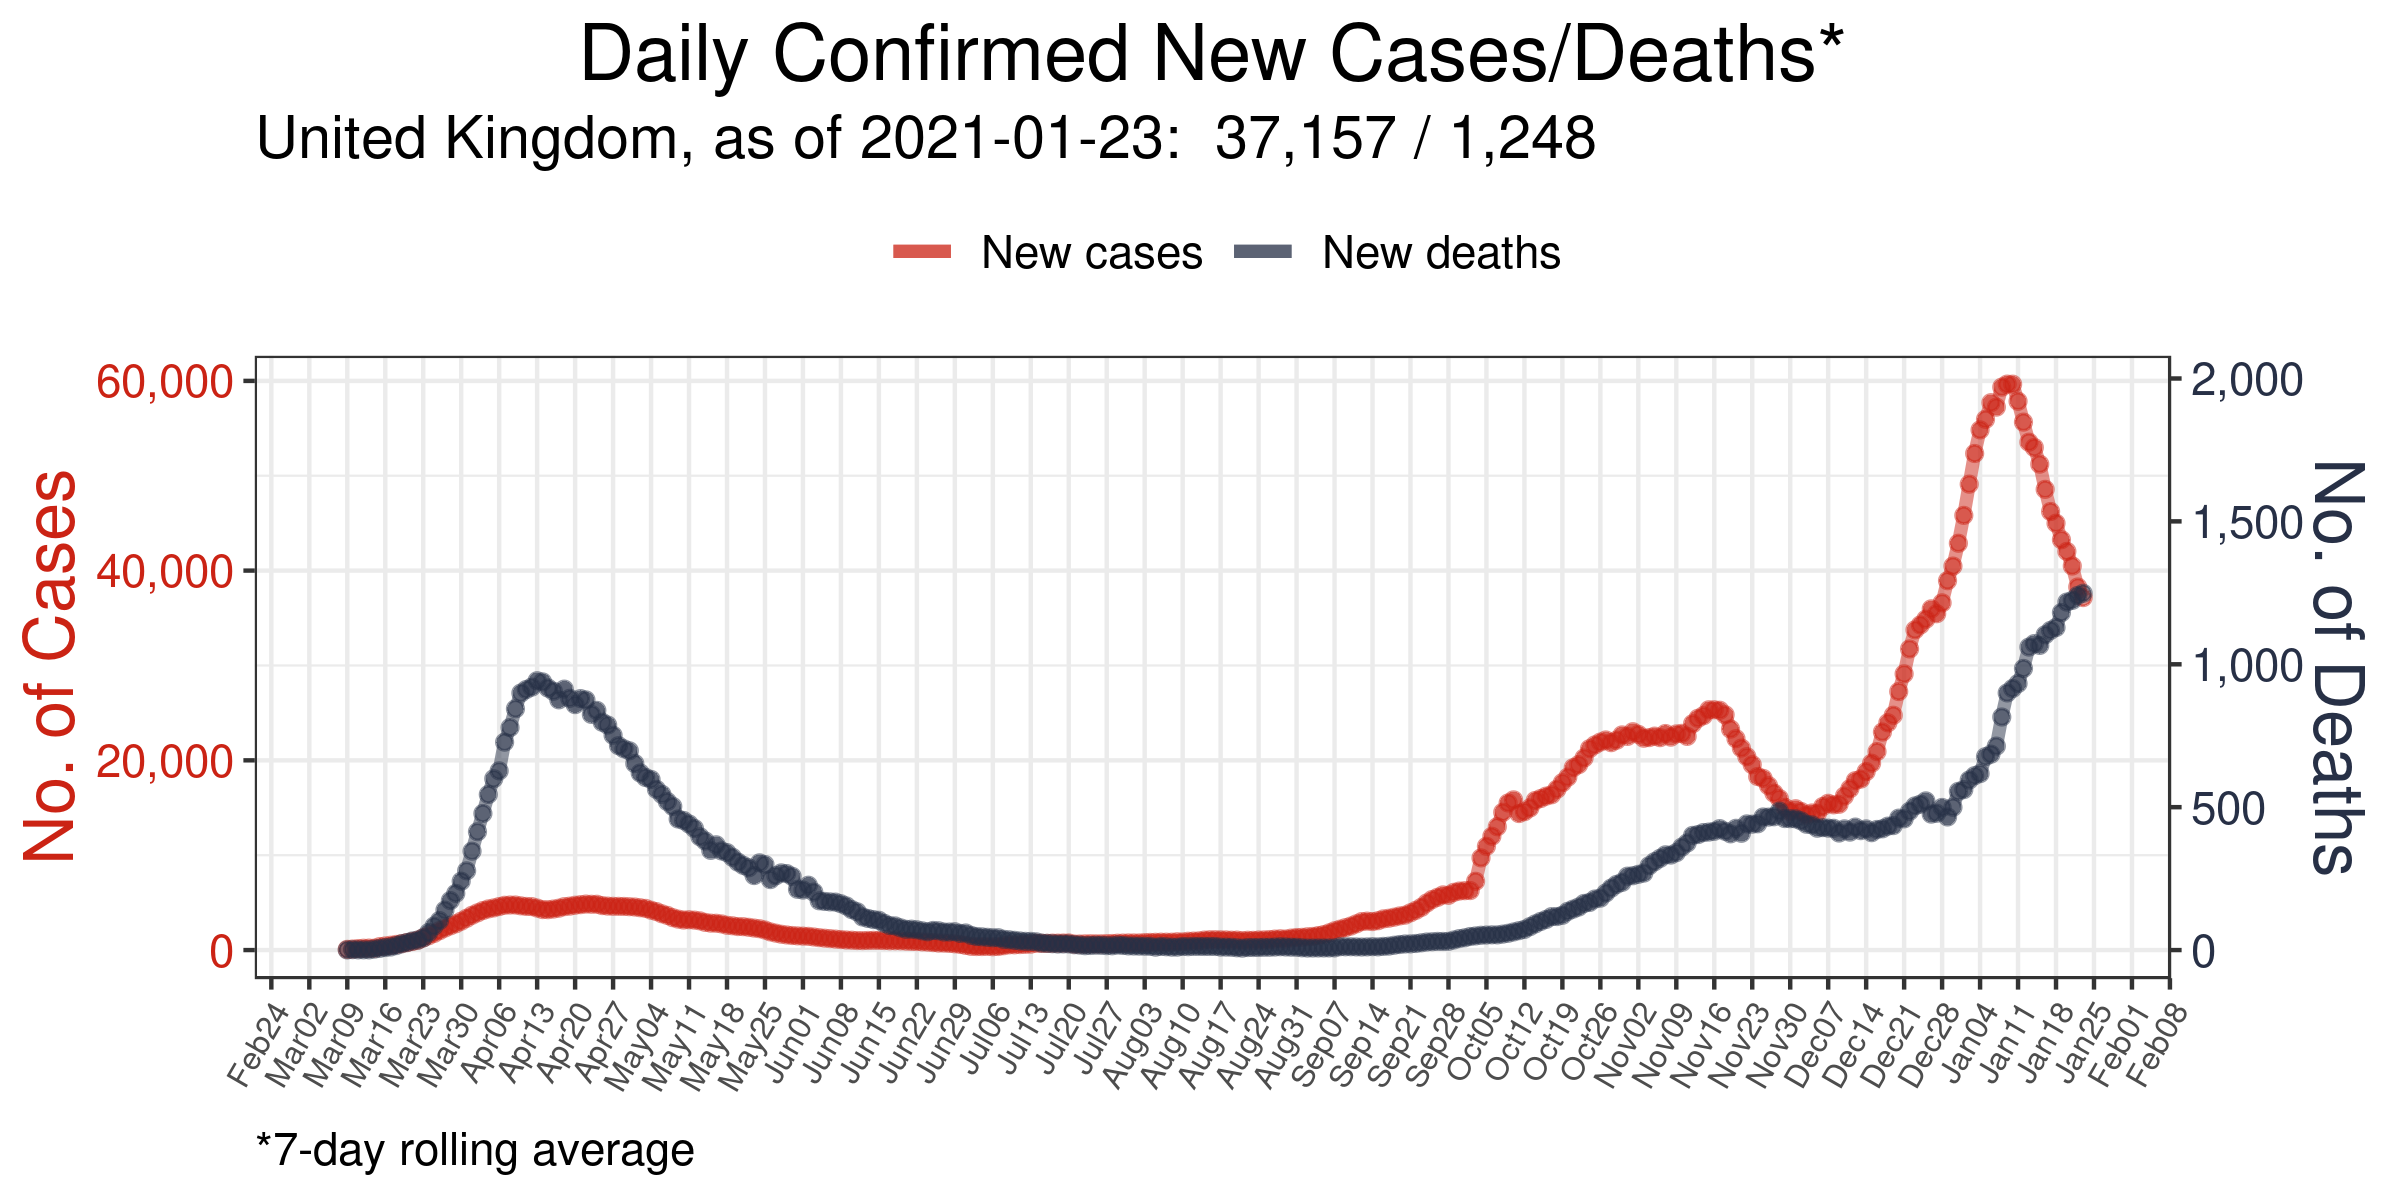 Daily Confirmed New Cases/Deaths*
United Kingdom, as of 2021-01-23:  37,157 / 1,248
New cases
New deaths
No. of Cases
60,000
40,000
20,000
0
2,000
1,500
1,000
500
0
No. of Deaths
Feb24
Mar02
Mar09
Mar16
Mar23
Mar30
Apr06
Apr13
Apr20
Apr27
May04
May11
May18
May25
Jun01
Jun08
Jun15
Jun22
Jun29
Jul06
Jul13
Jul20
Jul27
Aug03
Aug10
Aug17
Aug24
Aug31
Sep07
Sep14
Sep21
Sep28
Oct05
Oct12
Oct19
Oct26
Nov02
Nov09
Nov16
Nov23
Nov30
Dec07
Dec14
Dec21
Dec28
Jan04
Jan11
Jan18
Jan25
Feb01
Feb08
*7-day rolling average